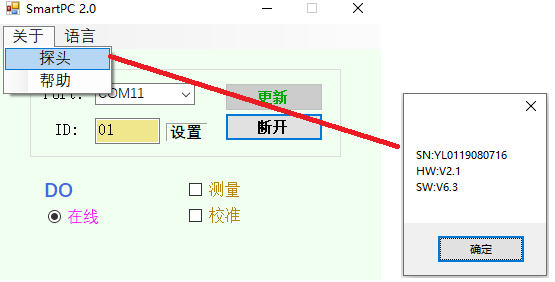 SmartPC 2.0
关于 语言
探头
帮助
COM11
更新
ID: 01 设置 断开
DO
在线
测量
校准
SN:YL0119080716
HW:V2.1
SW:V6.3
确定